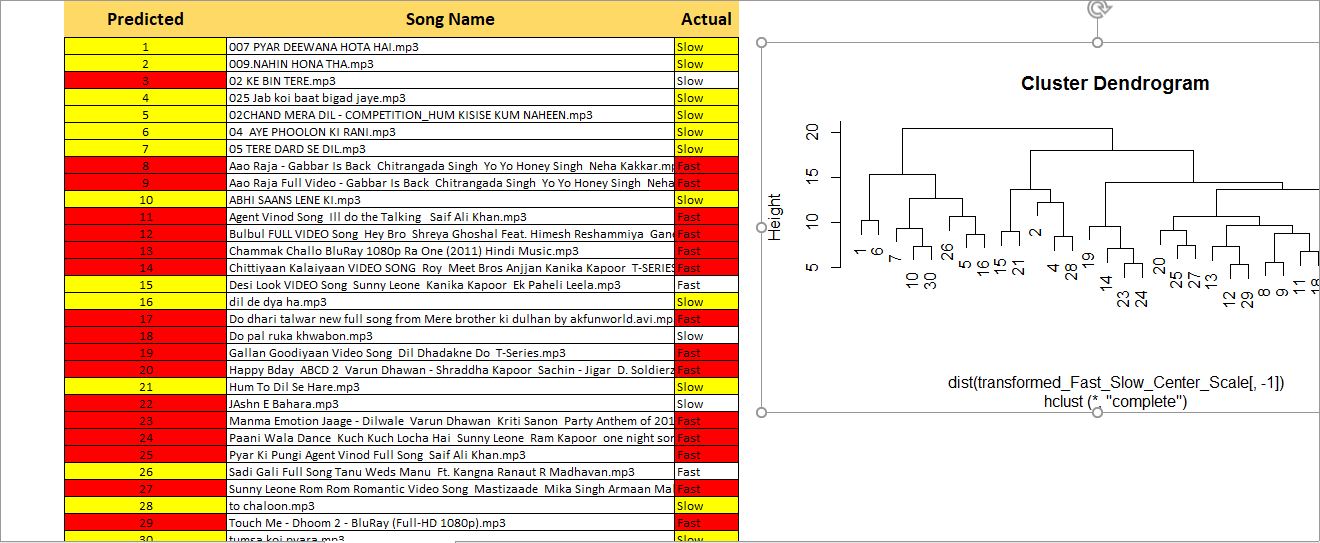 Predicted Song Name Actual
1 007 PYAR DEEWANA HOTA HAI.mp3 Slow
2 009.NAHIN HONA THA.mp3 Slow
3 02 KE BIN TERE.mp3 Slow
4 025 Jab koi baat bigad jaye.mp3 Slow
5 02CHAND MERA DIL - COMPETITION_HUM KISISE KUM NAHEEN.mp3 Slow
6 04 AYE PHOOLON KI RANI.mp3 Slow
7 05 TERE DARD SE DIL.mp3 Slow
8 Aao Raja - Gabbar Is Back Chitrangada Singh Yo Yo Honey Singh Neha Kakkar.mp Fast
9 Aao Raja Full Video - Gabbar Is Back Chitrangada Singh Yo Yo Honey Singh Neha Fast
10 ABHI SAANS LENE KI.mp3 Slow
11 Agent Vinod Song Ill do the Talking Saif Ali Khan.mp3 Fast
12 Bulbul FULL VIDEO Song Hey Bro Shreya Ghoshal Feat. Himesh Reshammiya Fast
13 Chammak Challo BluRay 1080p Ra One (2011) Hindi Music.mp3 Fast
14 Chittiyaan Kalaiyaan VIDEO SONG Roy Meet Bros Anjjan Kanika Kapoor T-SERIES Fast
15 Desi Look VIDEO Song Sunny Leone Kanika Kapoor Ek Paheli Leela.mp3 Fast
16 dil de dya ha.mp3 Slow
17 Do dhari talwar new full song from Mere brother ki dulhan by akfunworld.avi.mp Fast
18 Do pal ruka khwabon.mp3 Slow
19 Gallan Goodiyaan Video Song Dil Dhadakne Do T-Series.mp3 Fast
20 Happy Bday ABCD 2 Varun Dhawan - Shraddha Kapoor Sachin - Jigar D. Soldierz Fast
21 Hum To Dil Se Hare.mp3 Slow
22 JAshn E Bahara.mp3 Slow
23 Manma Emotion Jaage - Dilwale Varun Dhawan Kriti Sanon Party Anthem of 201 Fast
24 Paani Wala Dance Kuch Kuch Locha Hai Sunny Leone Ram Kapoor one night son Fast
25 Pyar Ki Pungi Agent Vinod Full Song Saif Ali Khan.mp3 Fast
26 Sadi Gali Full Song Tanu Weds Manu Ft. Kangna Ranaut R Madhavan.mp3 Fast
27 Sunny Leone Rom Rom Romantic Video Song Mastizaade Mika Singh Armaan Mal Fast
28 to chaloon.mp3 Slow
29 Touch Me - Dhoom 2 - BluRay (Full-HD 1080p).mp3 Fast
30 tumsa koi pyara.mp3 Slow
Cluster Dendrogram
Height
20
15
10
5
1 6 7 10 30 26 5 16 15 21 2 4 28 19 14 23 24 20 25 27 13 12 29 8 9 11 18
dist(transformed_Fast_Slow_Center_Scale[, -1])
hclust (*, "complete")